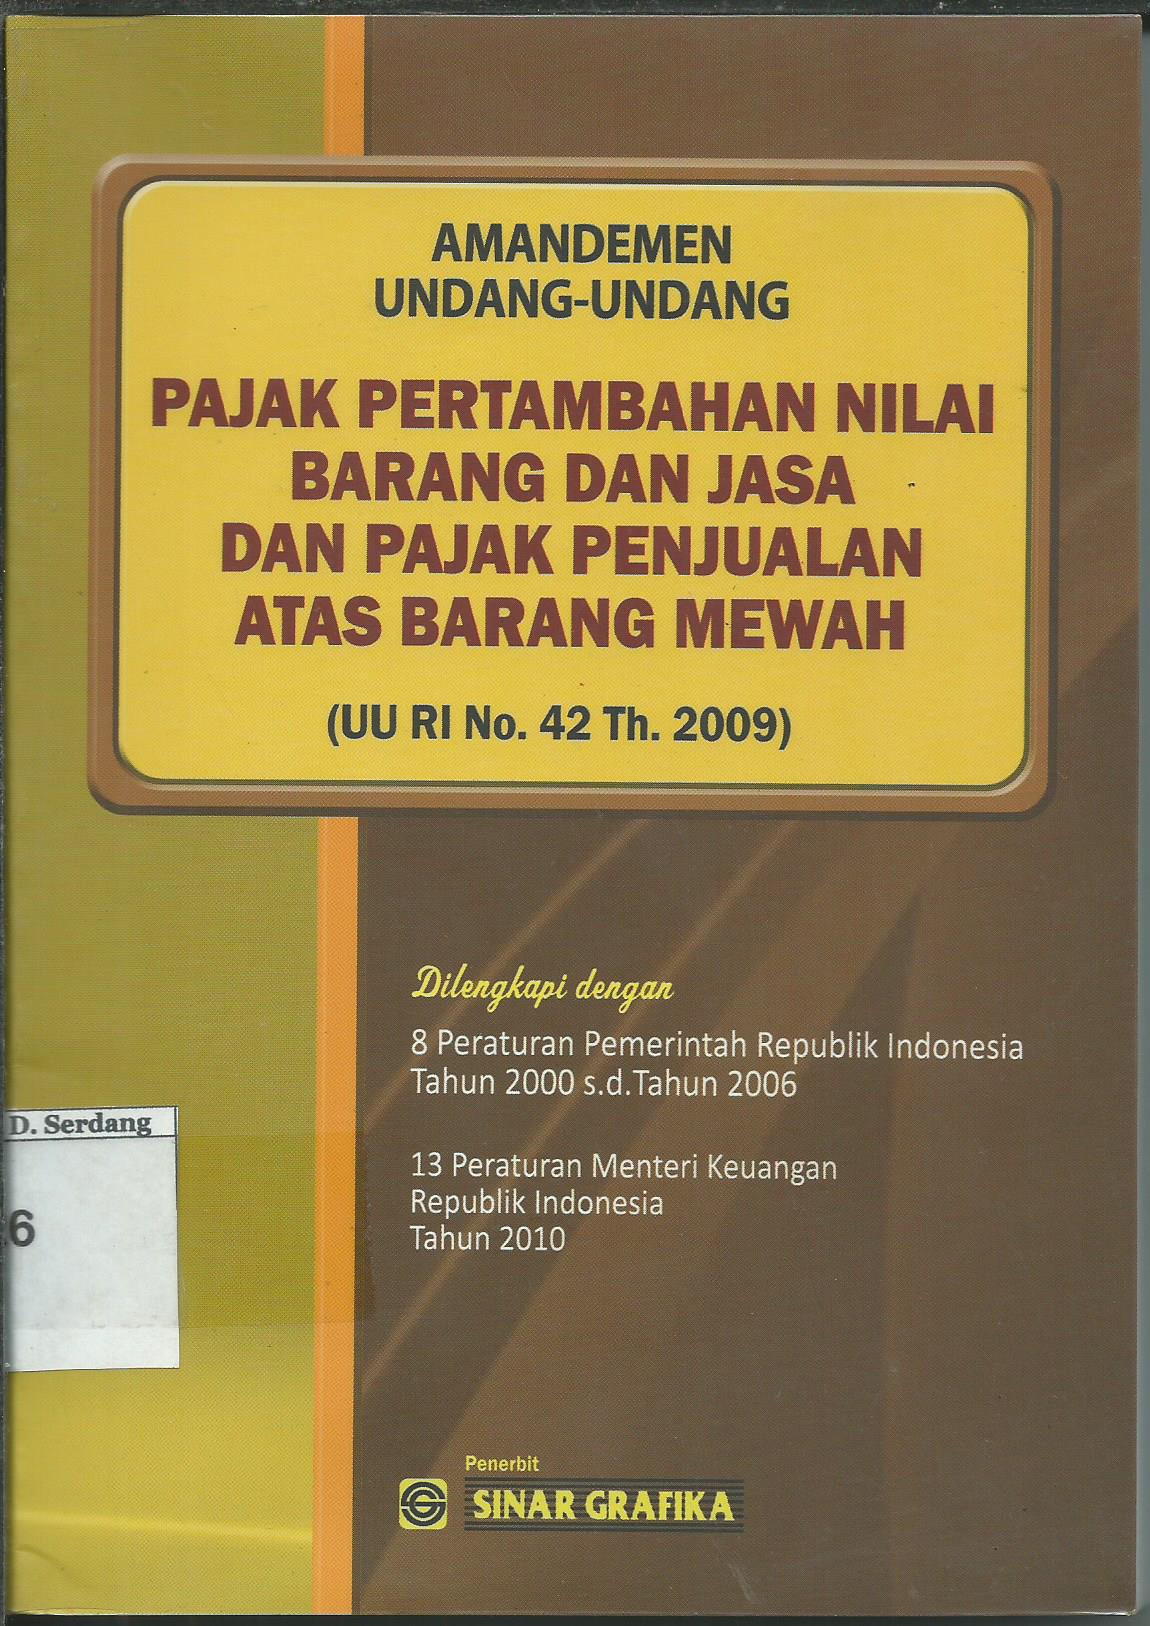 AMANDEMEN
UNDANG-UNDANG
PAJAK PERTAMBAHAN NILAI
BARANG DAN JASA
DAN PAJAK PENJUALAN
ATAS BARANG MEWAH
(UU RI No. 42 Th. 2009)
Dilengkapi dengan
8 Peraturan Pemerintah Republik Indonesia
Tahun 2000 s.d.Tahun 2006
D. Serdang
13 Peraturan Menteri Keuangan
Republik Indonesia
Tahun 2010
6
Penerbit
SINAR GRAFIKA